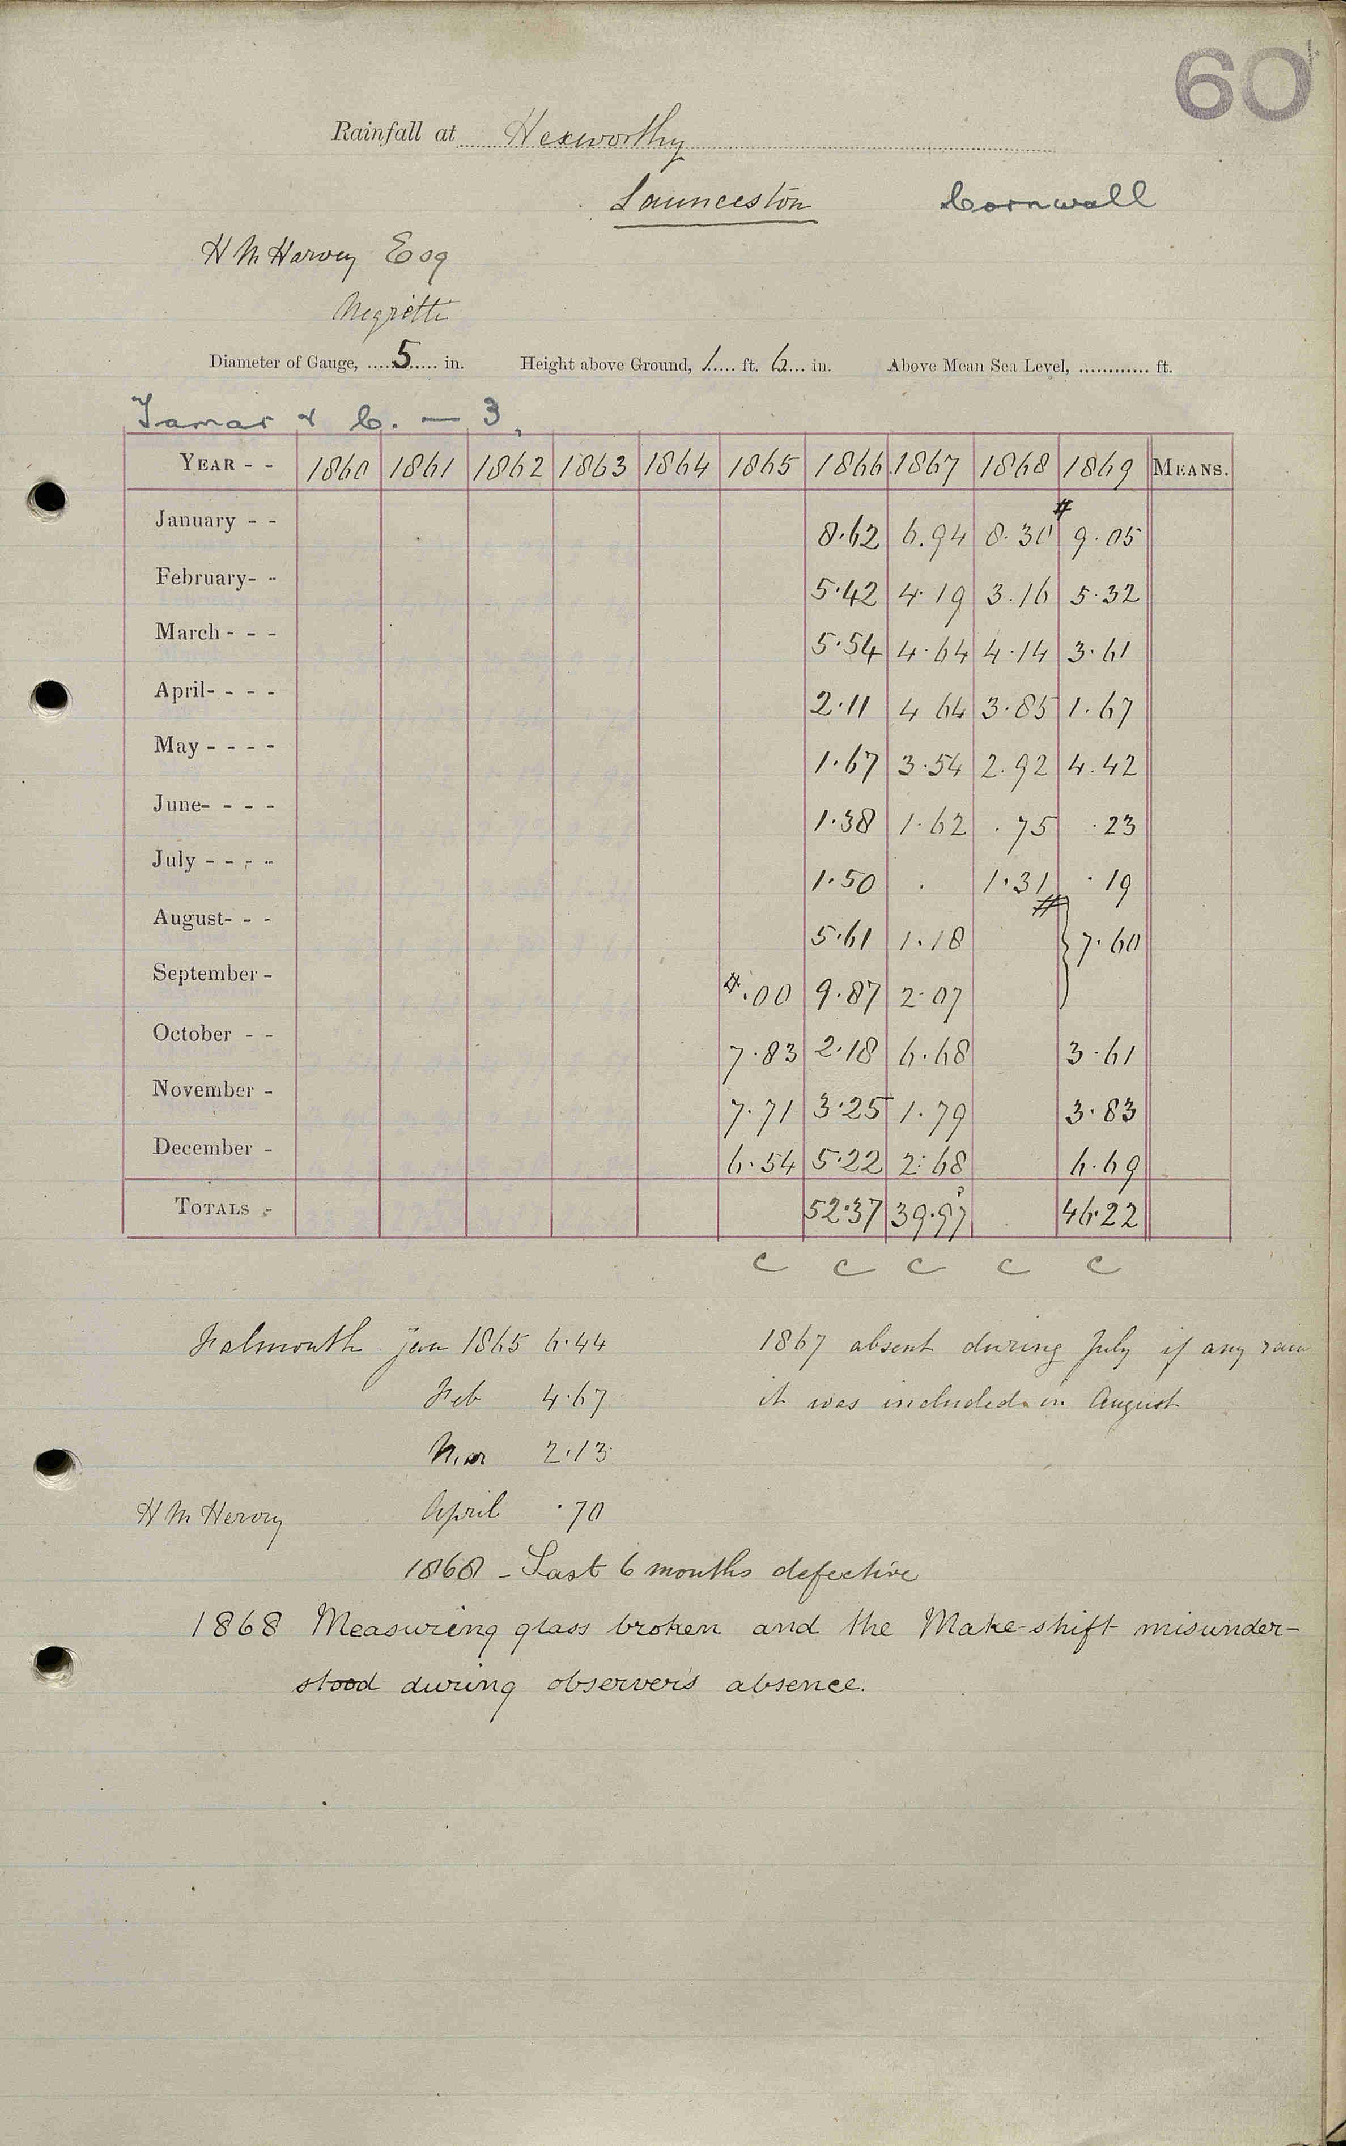 60
Rainfall at Hexworthy
Launceston Cornwall
H M Harvey Esq
Negretti
Diameter of Gauge, 5 in. Height above Ground, 1 ft. 6 in. Above Mean Sea Level, ft.
Tamar & C. — 3.
YEAR - - 1860 1861 1862 1863 1864 1865 1866 1867 1868 1869 MEANS.
January - - 8.62 6.94 8.30 # 9.05
February- - 5.42 4.19 3.16 5.32
March - - - 5.54 4.64 4.14 3.61
April- - - - 2.11 4 64 3.85 1.67
May - - - - 1.67 3.54 2.92 4.42
June- - - - 1.38 1.62 .75 .23
July - - - - 1.50 . 1.31 .19
August- - - 5.61 1.18 # } 7.60
September - #.00 9.87 2.07
October - - 7.83 2.18 6.68 3.61
November - 7.71 3.25 1.79 3.83
December - 6.54 5.22 2.68 6.69
TOTALS - 52.37 39.97 ? 46.22
C C C C C
Falmouth Jan 1865 6.44 1867 absent during July if any rain
Feb 4.67 it was included in August
Mar 2.13
H M Hervey April .70
1868 - Last 6 months defective
1868 Measuring glass broken and the Make-shift misunder-
stood during observers absence.